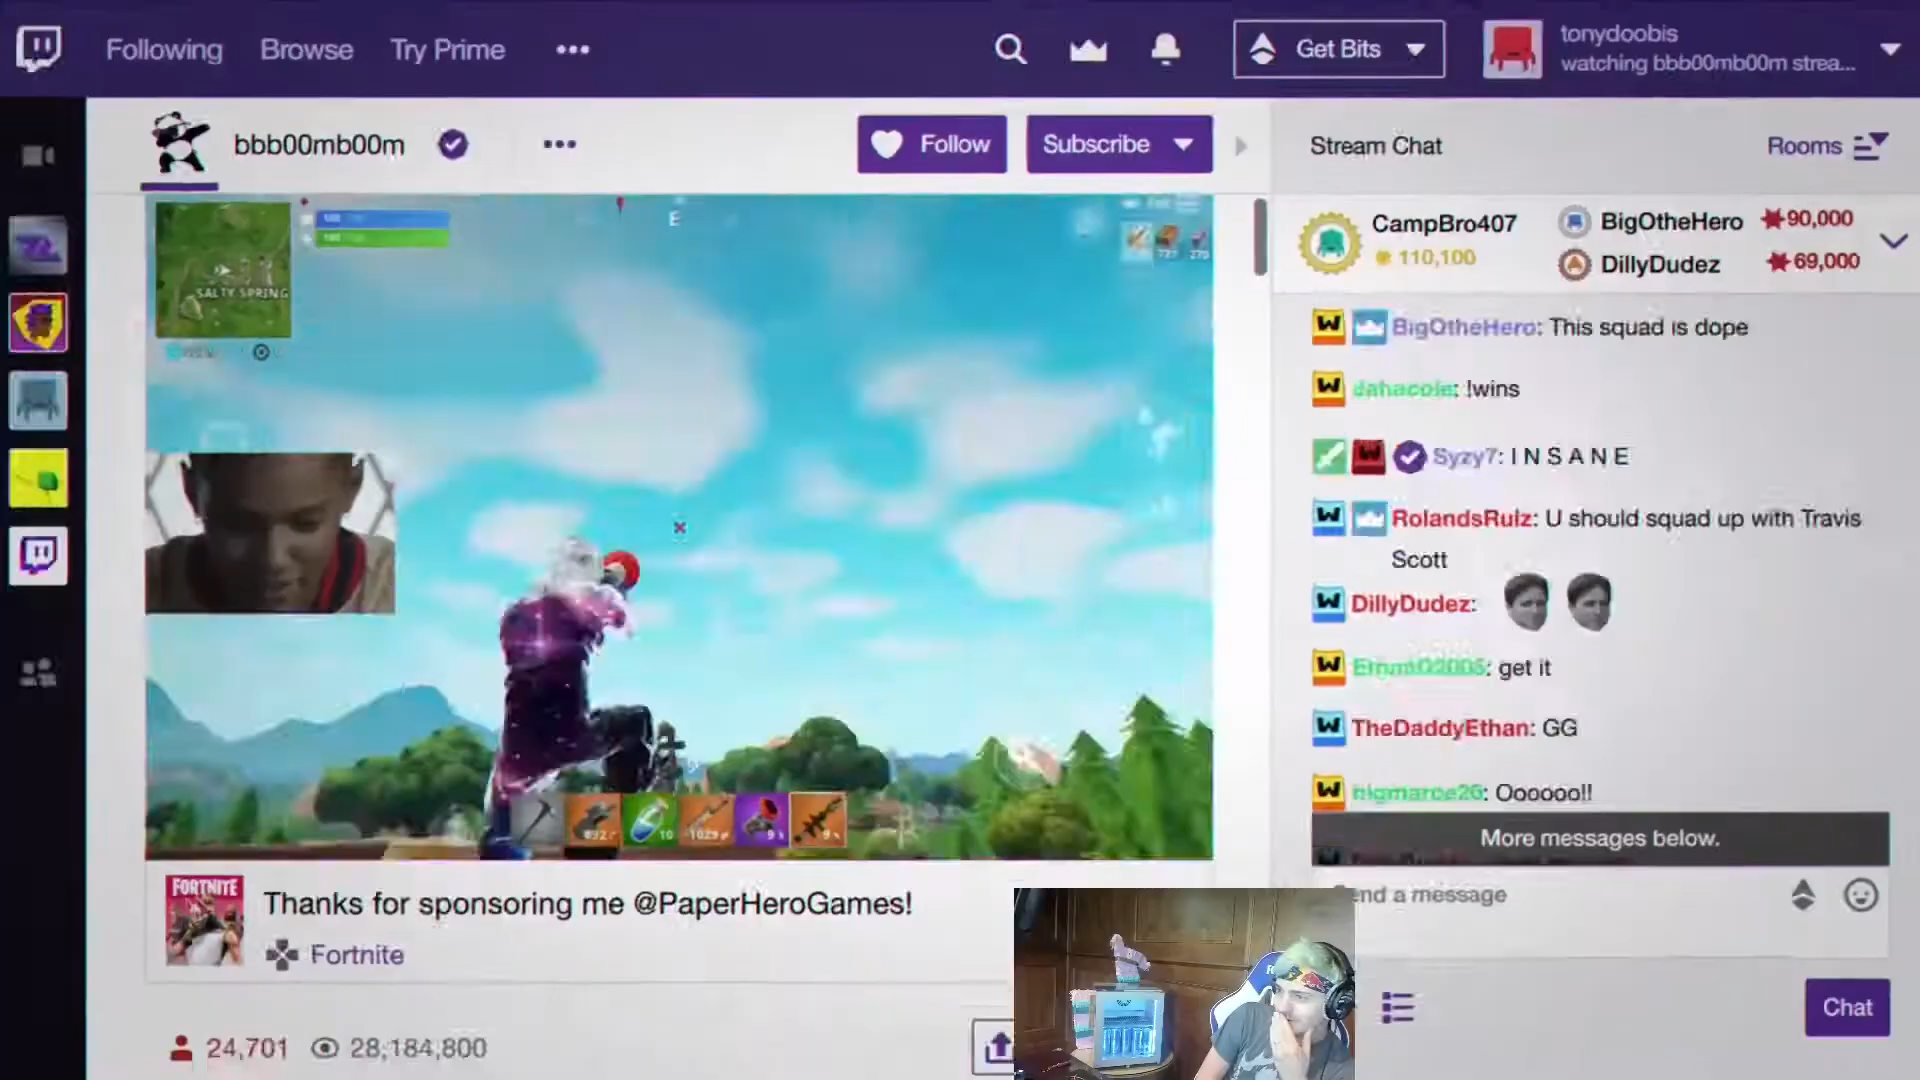 Following Browse Try Prime
Get Bits
tonydoobis
watching bbb00mb00m strea...
bbb00mb00m
Follow
Subscribe
E
SALTY SPRING
Thanks for sponsoring me @PaperHeroGames!
FORTNITE
Fortnite
24,701 28,184,800
Stream Chat
Rooms
CampBro407
110,100
BigOtheHero 90,000
DillyDudez 69,000
BigOtheHero: This squad is dope
dahacole: !wins
Syzy7: I N S A N E
RolandsRulz: U should squad up with Travis
Scott
DillyDudez:
get it
TheDaddyEthan: GG
Oooooo!!
More messages below.
end a message
Chat